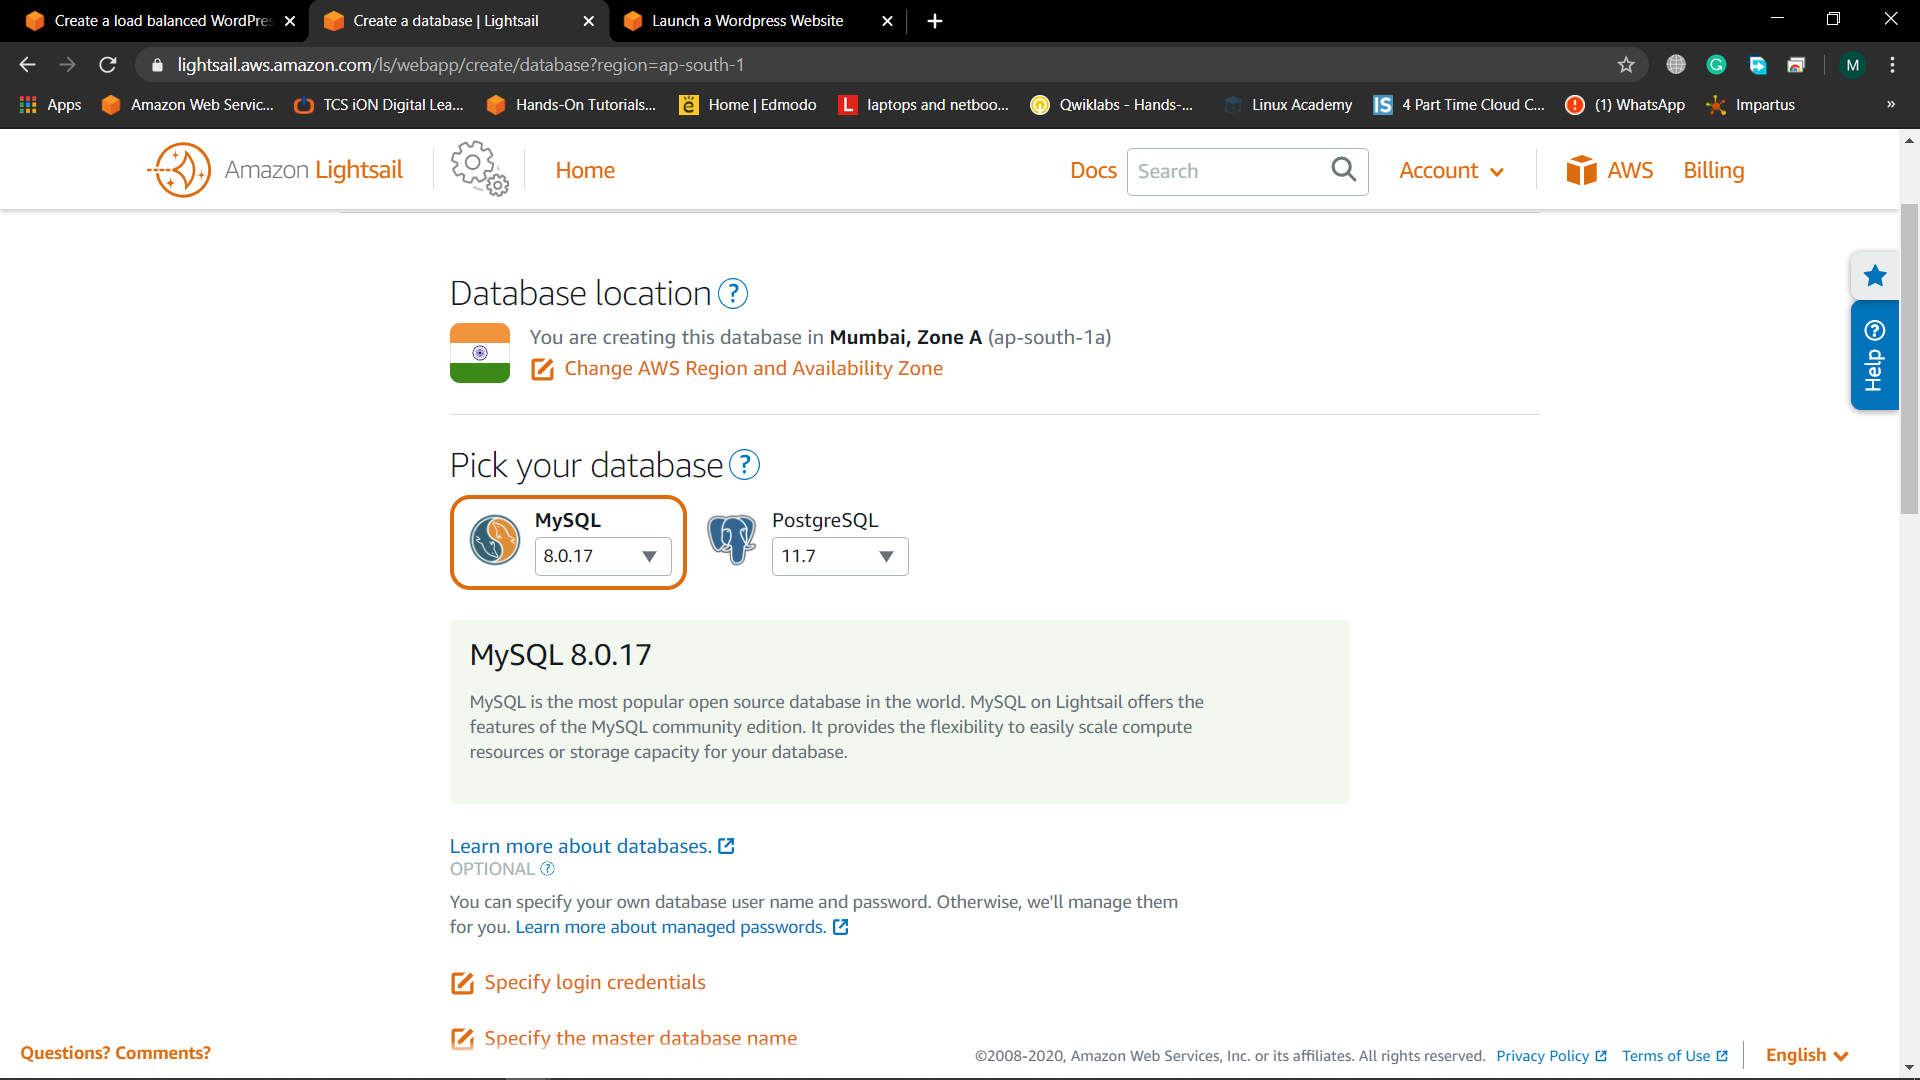 Create a load balanced WordPres
Create a database | Lightsail
Launch a Wordpress Website
lightsail.aws.amazon.com/ls/webapp/create/database?region=ap-south-1
M
Apps
Amazon Web Servic...
TCS iON Digital Lea...
Hands-On Tutorials...
Home | Edmodo
laptops and netboo...
Qwiklabs - Hands-...
Linux Academy
4 Part Time Cloud C...
(1) WhatsApp
Impartus
»
Amazon Lightsail
Home
Docs
Search
Account
AWS
Billing
Database location ?
You are creating this database in Mumbai, Zone A (ap-south-1a)
Change AWS Region and Availability Zone
Help ?
Pick your database ?
MySQL
8.0.17
PostgreSQL
11.7
MySQL 8.0.17
MySQL is the most popular open source database in the world. MySQL on Lightsail offers the
features of the MySQL community edition. It provides the flexibility to easily scale compute
resources or storage capacity for your database.
Learn more about databases.
OPTIONAL ?
You can specify your own database user name and password. Otherwise, we'll manage them
for you. Learn more about managed passwords.
Specify login credentials
Specify the master database name
Questions? Comments?
©2008-2020, Amazon Web Services, Inc. or its affiliates. All rights reserved.
Privacy Policy
Terms of Use
English